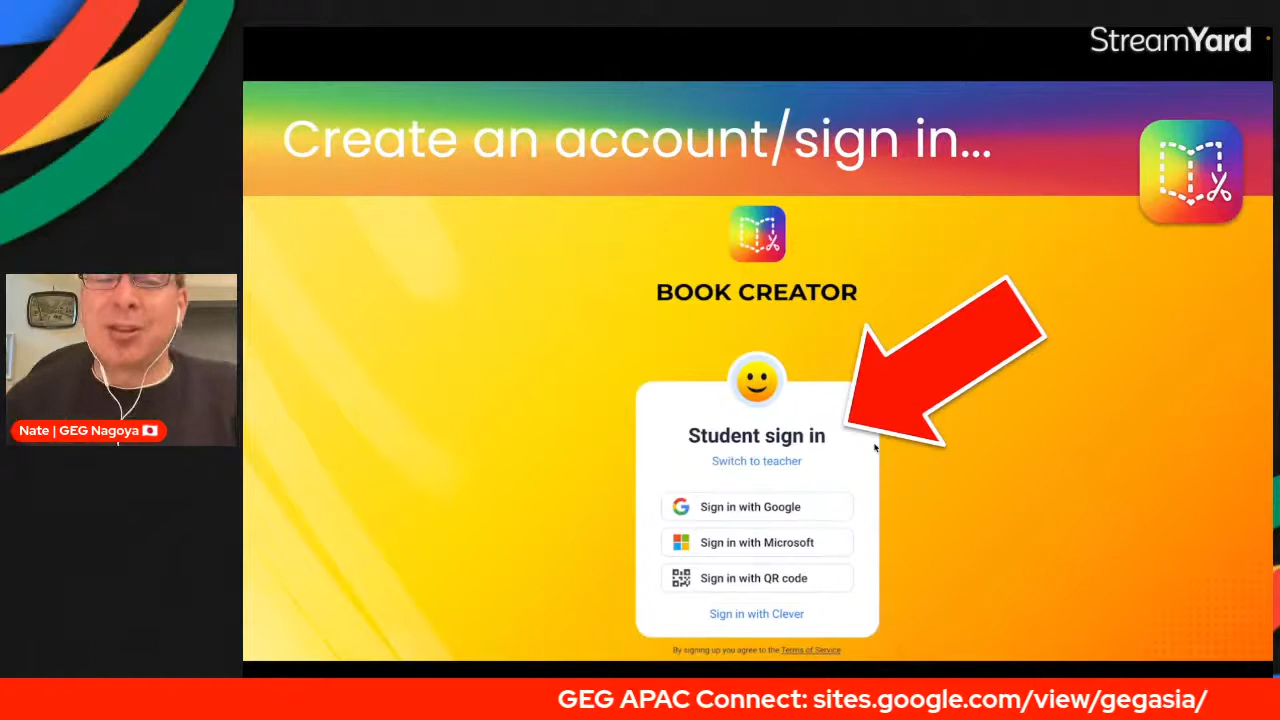 StreamYard
Create an account/sign in...
BOOK CREATOR
Student sign in
Switch to teacher
Sign in with Google
Sign in with Microsoft
Sign in with QR code
Sign in with Clever
By signing up you agree to the Terms of Service
Nate | GEG Nagoya
GEG APAC Connect: sites.google.com/view/gegasia/